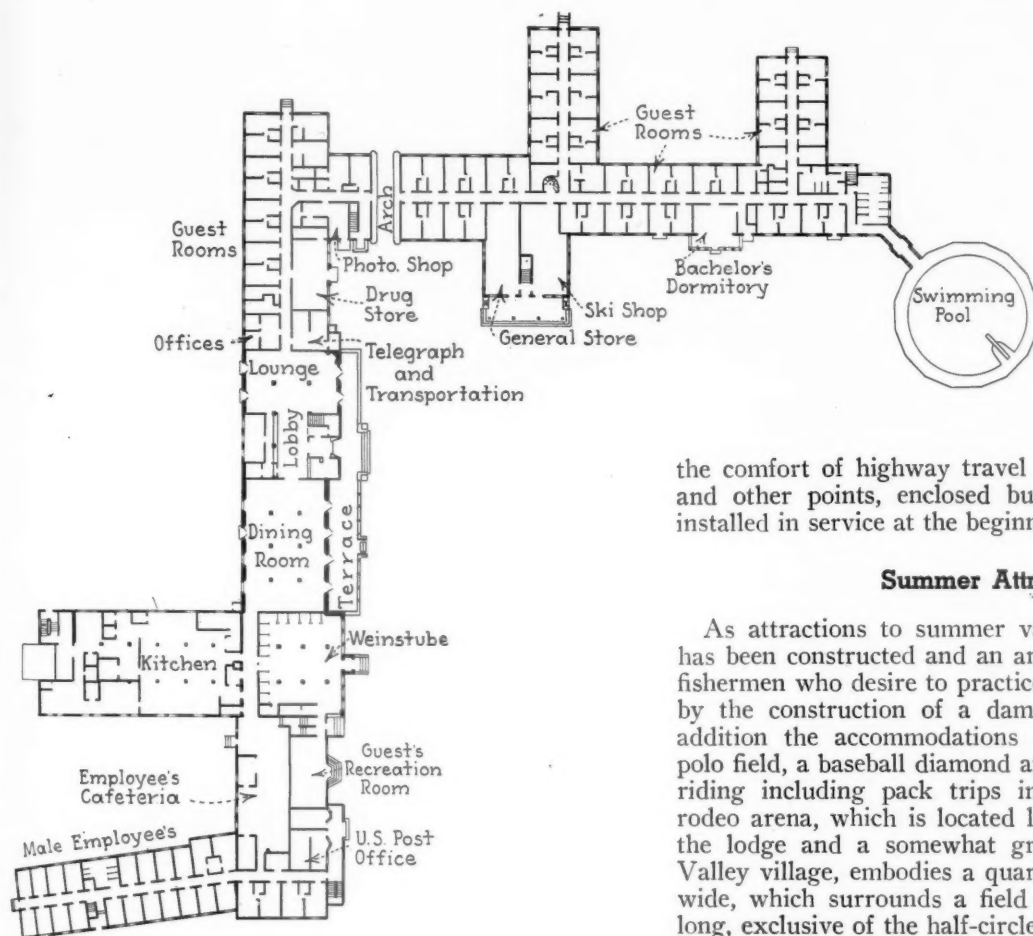 Guest
Rooms
Arch
Guest
Rooms
Photo. Shop
Bachelor's
Dormitory
Swimming
Pool
Drug
Store
Ski Shop
General Store
Offices
Telegraph
and
Transportation
Lounge
Lobby
Dining
Room
Terrace
Weinstube
Kitchen
Guest's
Recreation
Room
Employee's
Cafeteria
U.S. Post
Office
Male Employee's
the comfort of highway travel
and other points, enclosed bu
installed in service at the beginn
Summer Attr
As attractions to summer v
has been constructed and an ar
fishermen who desire to practic
by the construction of a dam
addition the accommodations
polo field, a baseball diamond a
riding including pack trips in
rodeo arena, which is located l
the lodge and a somewhat gr
Valley village, embodies a quar
wide, which surrounds a field
long, exclusive of the half-circle